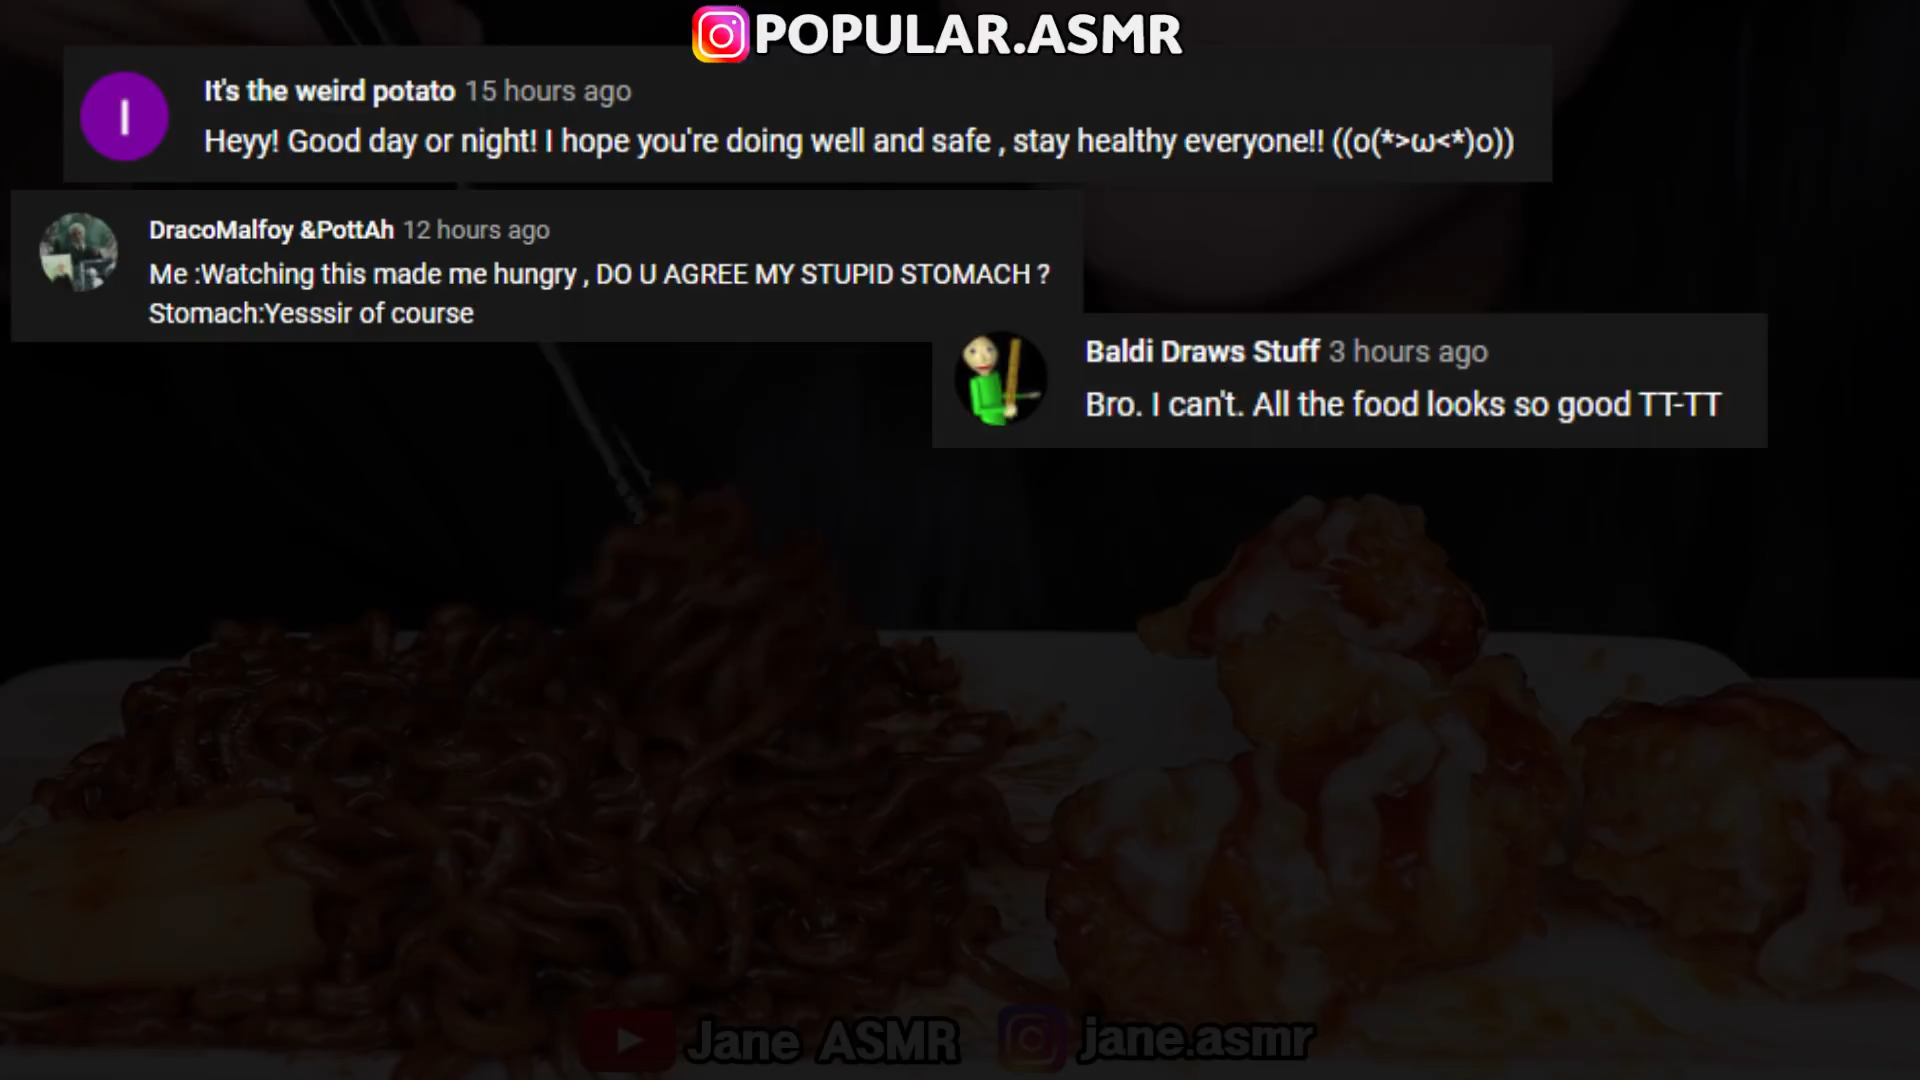 POPULAR.ASMR
I
It's the weird potato 15 hours ago
Heyy! Good day or night! I hope you're doing well and safe , stay healthy everyone!! ((o(*>ω<*)o))
DracoMalfoy &PottAh 12 hours ago
Me :Watching this made me hungry , DO U AGREE MY STUPID STOMACH ?
Stomach:Yesssir of course
Baldi Draws Stuff 3 hours ago
Bro. I can't. All the food looks so good TT-TT
Jane ASMR jane.asmr